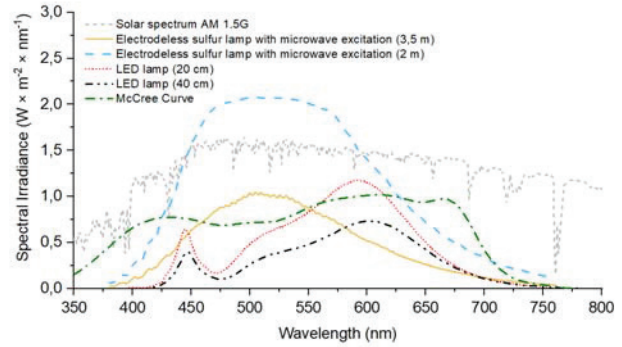 Solar spectrum AM 1.5G
Electrodeless sulfur lamp with microwave excitation (3,5 m)
Electrodeless sulfur lamp with microwave excitation (2 m)
LED lamp (20 cm)
LED lamp (40 cm)
McCree Curve
Spectral Irradiance (W × m⁻² × nm⁻¹)
3,0
2,5
2,0
1,5
1,0
0,5
0,0
350 400 450 500 550 600 650 700 750 800
Wavelength (nm)